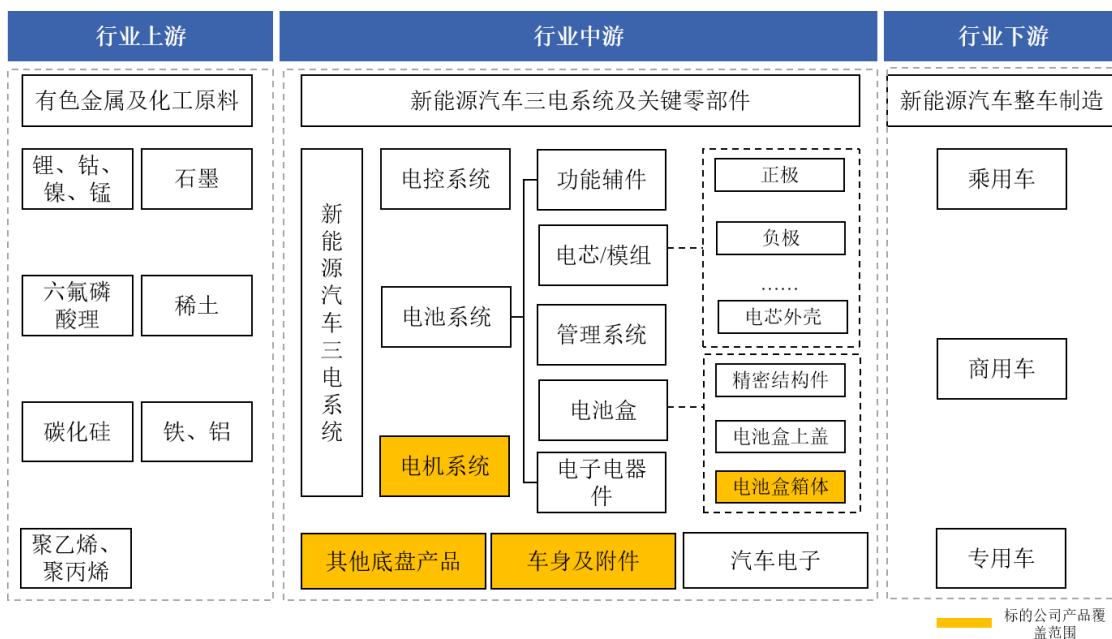 行业上游
行业中游
行业下游
有色金属及化工原料
锂、钴、
镍、锰
石墨
六氟磷
酸理
稀土
碳化硅
铁、铝
聚乙烯、
聚丙烯
新能源汽车三电系统及关键零部件
新能源汽车三电系统
电控系统
电池系统
电机系统
功能辅件
电芯/模组
管理系统
电池盒
电子电器
件
正极
负极
……
电芯外壳
精密结构件
电池盒上盖
电池盒箱体
其他底盘产品
车身及附件
汽车电子
新能源汽车整车制造
乘用车
商用车
专用车
标的公司产品覆
盖范围